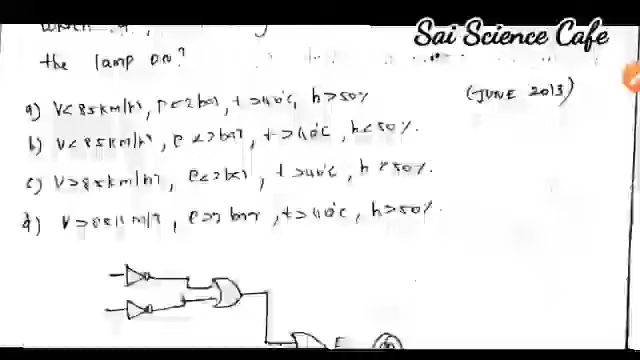 Sai Science Cafe
the lamp on?
(JUNE 2013)
a) V<85km/hr, P<2bar, t>40°C, h>50%
b) V<85km/hr, P<2bar, t>40°C, h<50%.
c) V>85km/hr, P<2bar, t>40°C, h>50%.
d) V>85km/hr, P>2bar, t>40°C, h>50%.